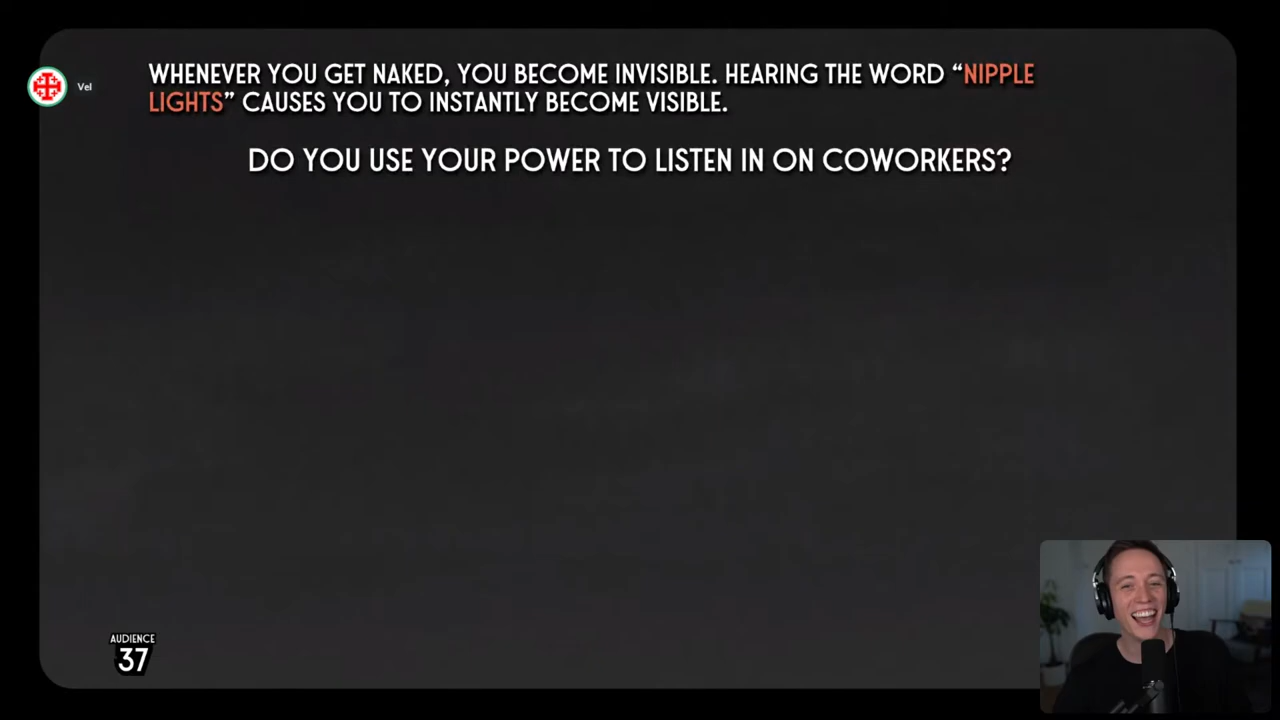 WHENEVER YOU GET NAKED, YOU BECOME INVISIBLE. HEARING THE WORD “NIPPLE
LIGHTS” CAUSES YOU TO INSTANTLY BECOME VISIBLE.
Vel
DO YOU USE YOUR POWER TO LISTEN IN ON COWORKERS?
AUDIENCE
37